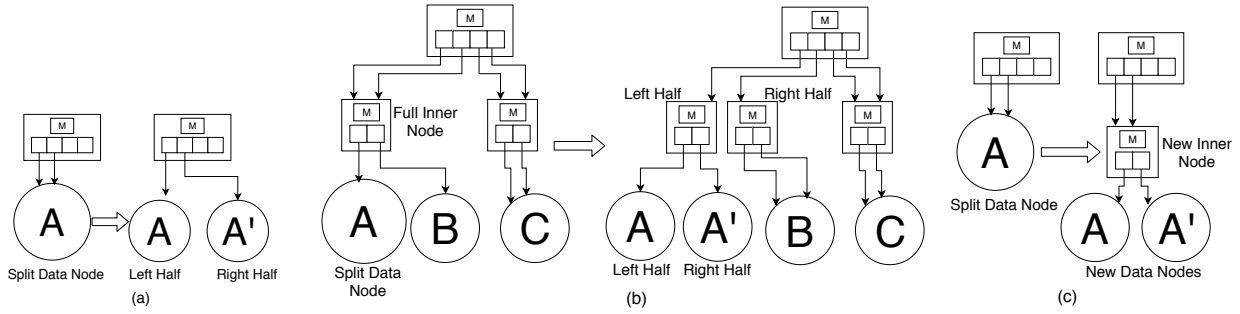 M
M
A
A
A'
Split Data Node
Left Half
Right Half
(a)
M
M
Full Inner
Node
M
A
B
C
Split Data
Node
M
Left Half
Right Half
M
M
M
A
A'
B
C
Left Half
Right Half
(b)
M
M
A
Split Data Node
M
New Inner
Node
A
A'
New Data Nodes
(c)